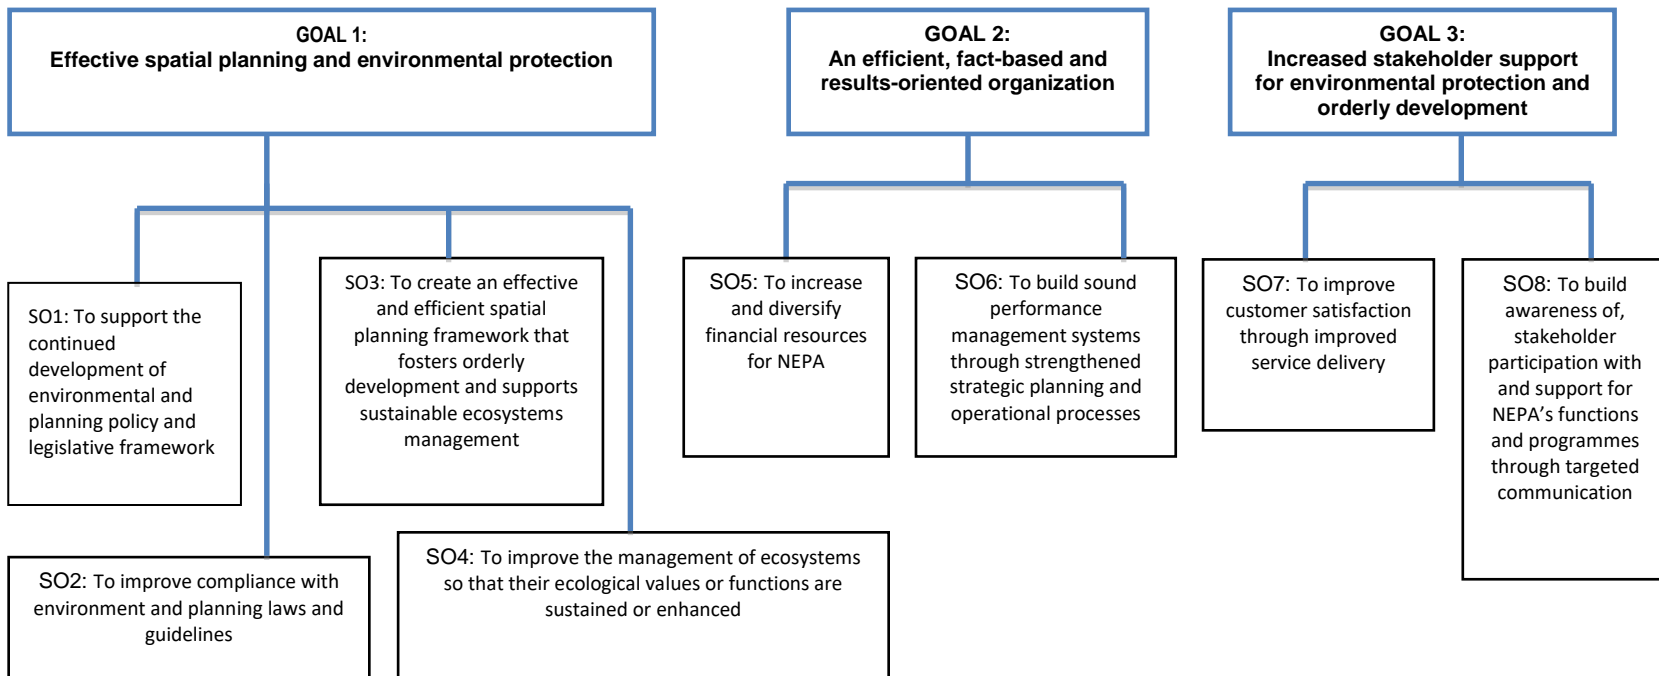 GOAL 1:
Effective spatial planning and environmental protection
GOAL 2:
An efficient, fact-based and
results-oriented organization
GOAL 3:
Increased stakeholder support
for environmental protection and
orderly development
SO1: To support the
continued
development of
environmental and
planning policy and
legislative framework
SO3: To create an effective
and efficient spatial
planning framework that
fosters orderly
development and supports
sustainable ecosystems
management
SO5: To increase
and diversify
financial resources
for NEPA
SO6: To build sound
performance
management systems
through strengthened
strategic planning and
operational processes
SO7: To improve
customer satisfaction
through improved
service delivery
SO8: To build
awareness of,
stakeholder
participation with
and support for
NEPA’s functions
and programmes
through targeted
communication
SO2: To improve compliance with
environment and planning laws and
guidelines
SO4: To improve the management of ecosystems
so that their ecological values or functions are
sustained or enhanced